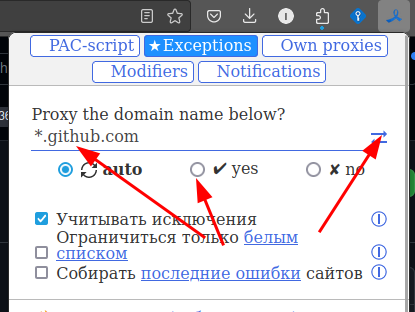 PAC-script
★Exceptions
Own proxies
Modifiers
Notifications
Proxy the domain name below?
*.github.com
auto
✔ yes
✘ no
Учитывать исключения
Ограничиться только белым
списком
Собирать последние ошибки сайтов